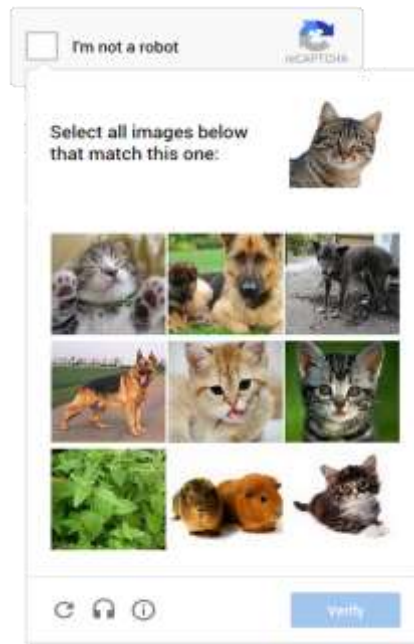 I'm not a robot
reCAPTCHA
Select all images below
that match this one:
Verify